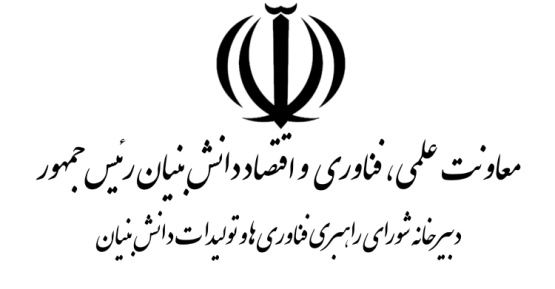 معاونت علمی، فناوری و اقتصاد دانش بنیان رئیس جمهور
دبیرخانه شورای راهبری فناوری ها و تولیدات دانش بنیان